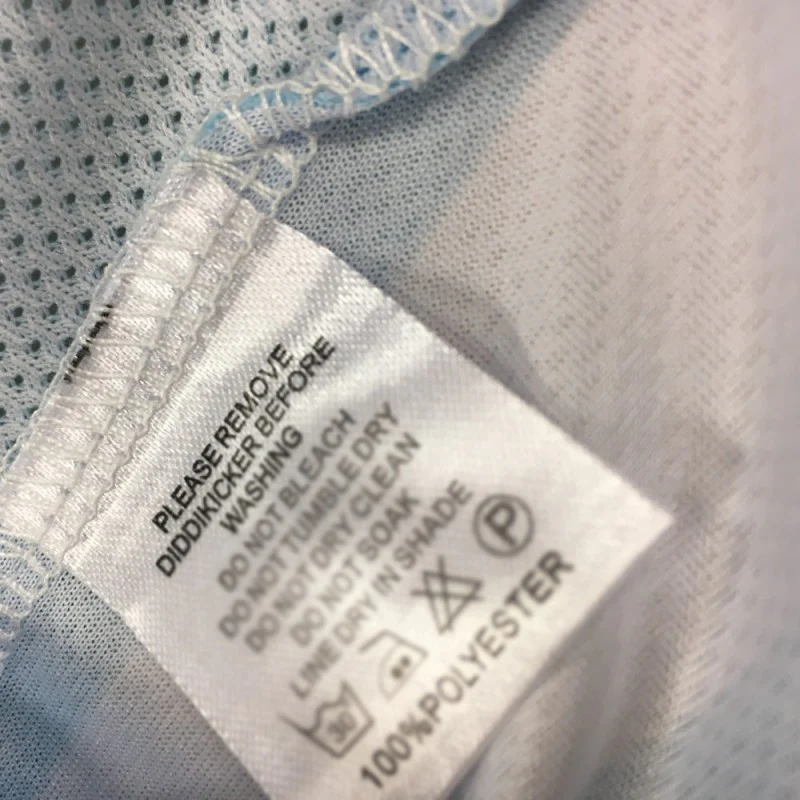 PLEASE REMOVE
DIDDIKICKER BEFORE
WASHING
DO NOT BLEACH
DO NOT TUMBLE DRY
DO NOT DRY CLEAN
DO NOT SOAK
LINE DRY IN SHADE
30 P
100%POLYESTER